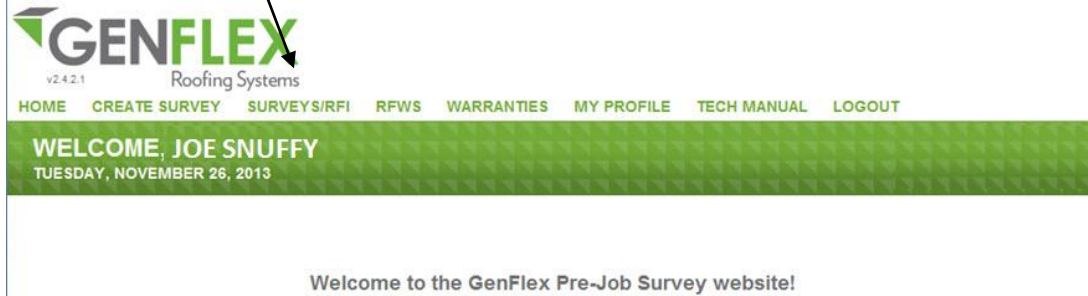 GENFLEX
v2.4.2.1 Roofing Systems
HOME CREATE SURVEY SURVEYS/RFI RFWS WARRANTIES MY PROFILE TECH MANUAL LOGOUT
WELCOME, JOE SNUFFY
TUESDAY, NOVEMBER 26, 2013
Welcome to the GenFlex Pre-Job Survey website!